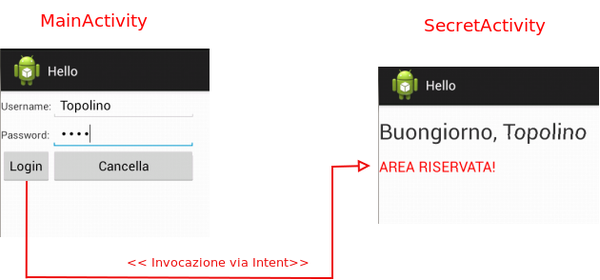 MainActivity
SecretActivity
Hello
Username: Topolino
Password: ••••
Login Cancella
Hello
Buongiorno, Topolino
AREA RISERVATA!
<< Invocazione via Intent>>